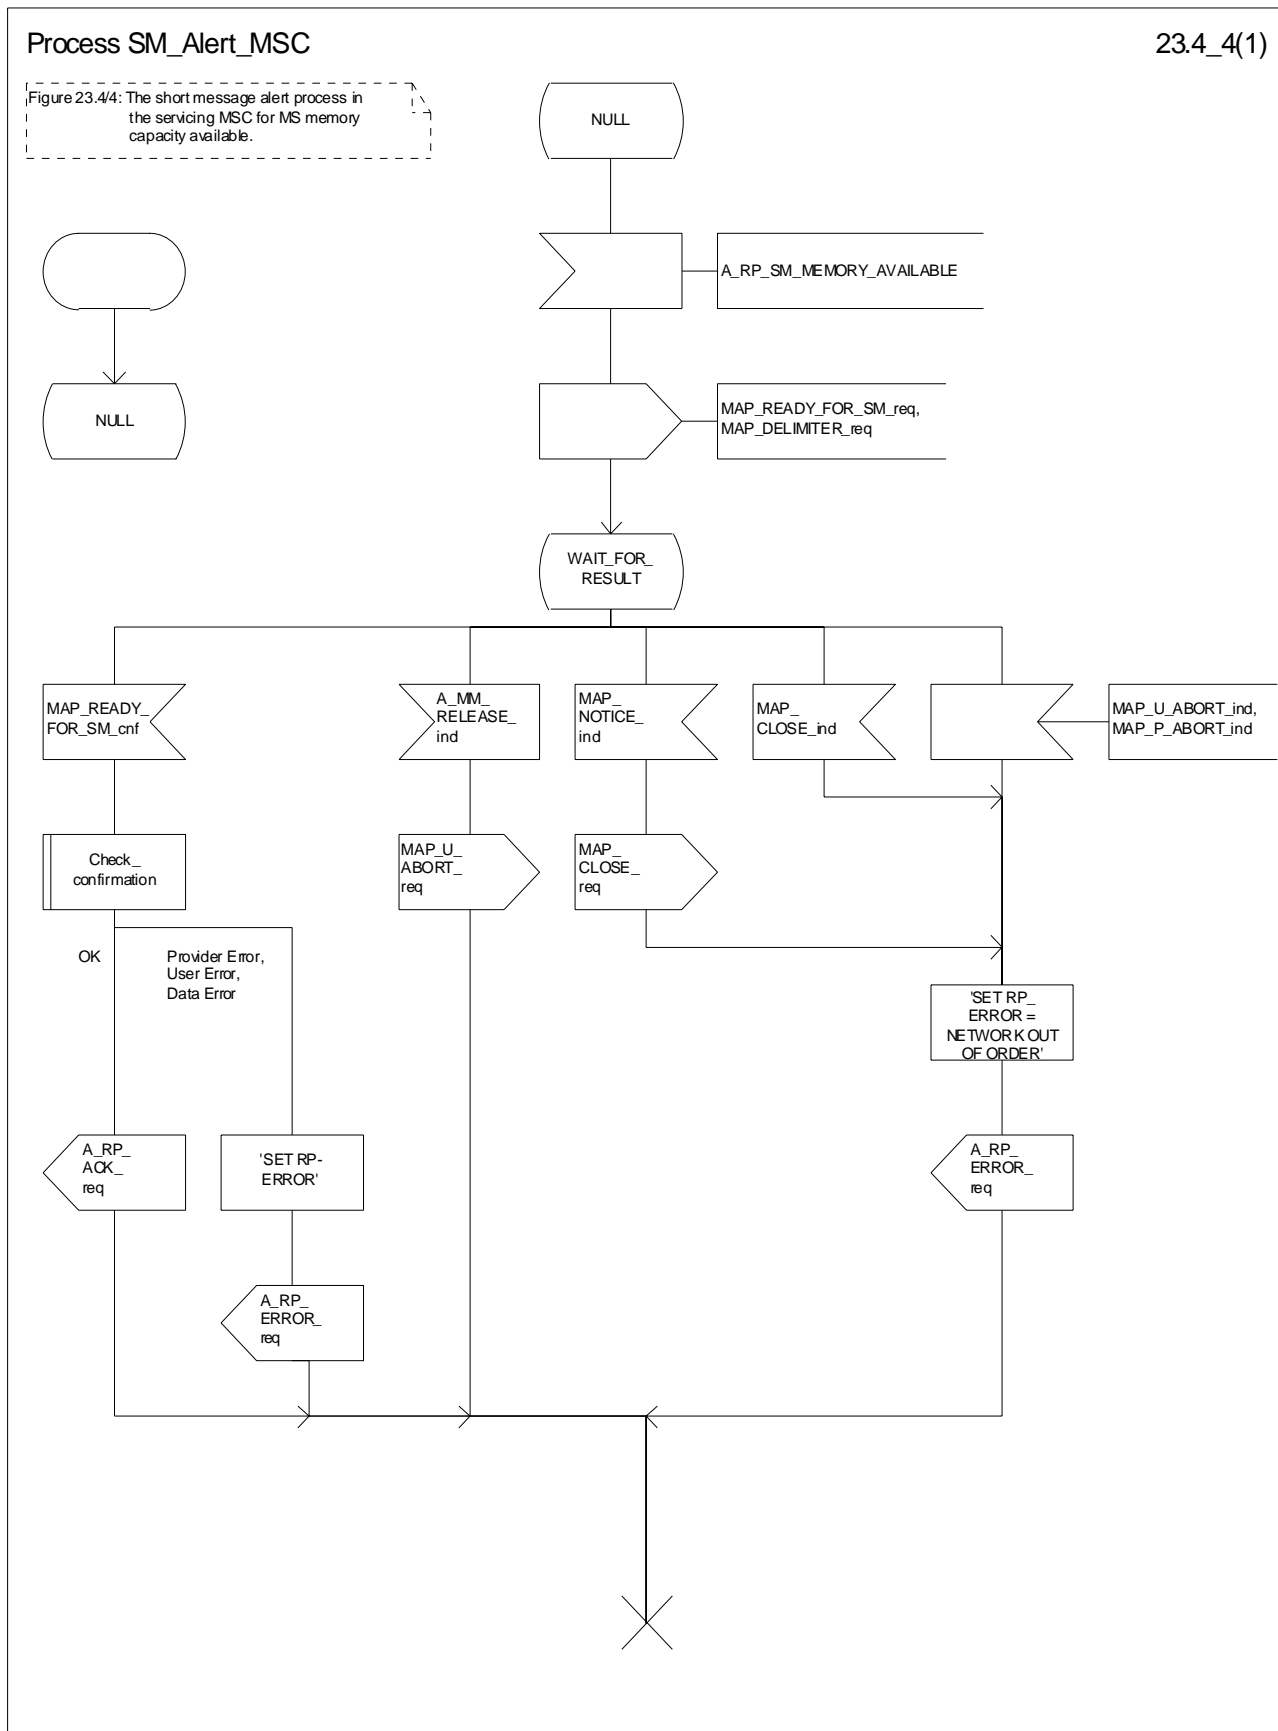 Process SM_Alert_MSC
23.4_4(1)
Figure 23.4/4: The short message alert process in
the servicing MSC for MS memory
capacity available.
NULL
A_RP_SM_MEMORY_AVAILABLE
NULL
MAP_READY_FOR_SM_req,
MAP_DELIMITER_req
WAIT_FOR_
RESULT
MAP_READY_
FOR_SM_cnf
A_MM_
RELEASE_
ind
MAP_
NOTICE_
ind
MAP_
CLOSE_ind
MAP_U_ABORT_ind,
MAP_P_ABORT_ind
Check_
confirmation
MAP_U_
ABORT_
req
MAP_
CLOSE_
req
OK
Provider Error,
User Error,
Data Error
'SET RP_
ERROR =
NETWORK OUT
OF ORDER'
A_RP_
ACK_
req
'SET RP-
ERROR'
A_RP_
ERROR_
req
A_RP_
ERROR_
req